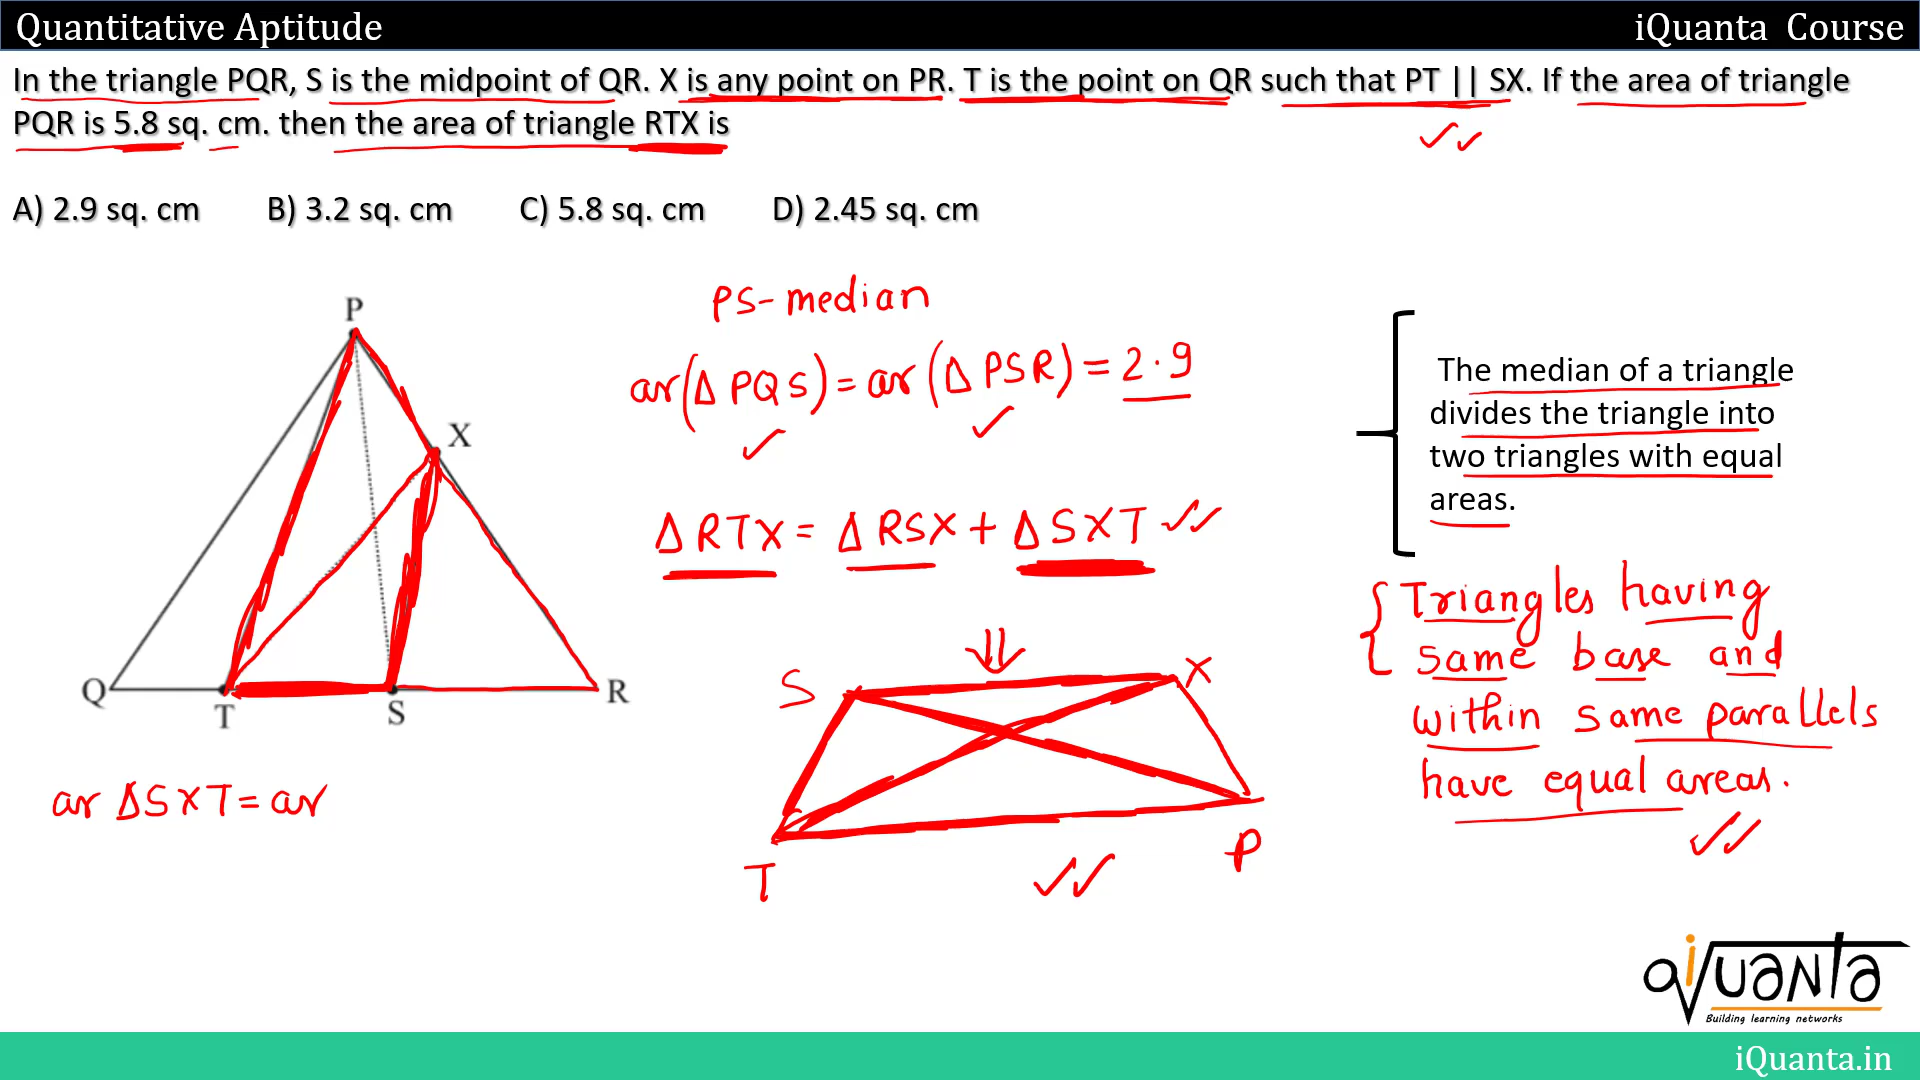 Quantitative Aptitude
iQuanta Course
In the triangle PQR, S is the midpoint of QR. X is any point on PR. T is the point on QR such that PT || SX. If the area of triangle
PQR is 5.8 sq. cm. then the area of triangle RTX is
A) 2.9 sq. cm B) 3.2 sq. cm C) 5.8 sq. cm D) 2.45 sq. cm
P
X
Q
T
S
R
ar ΔSXT = ar
PS - median
ar(Δ PQS) = ar(Δ PSR) = 2.9
Δ RTX = Δ RSX + Δ SXT
S
X
T
P
The median of a triangle
divides the triangle into
two triangles with equal
areas.
{Triangles having
same base and
within same parallels
have equal areas.
iQuanta
Building learning networks
iQuanta.in